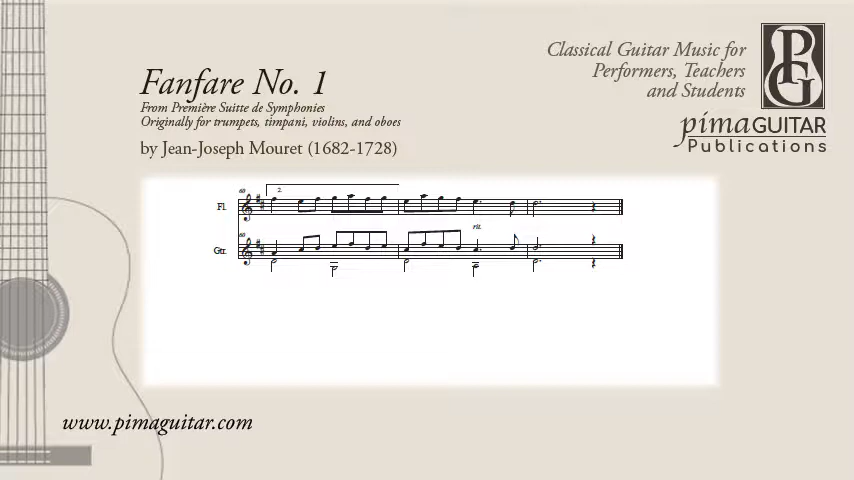 Fanfare No. 1
From Première Suitte de Symphonies
Originally for trumpets, timpani, violins, and oboes
by Jean-Joseph Mouret (1682-1728)
Classical Guitar Music for
Performers, Teachers
and Students
PG
pimaGUITAR
Publications
2.
Fl.
rit.
Gtr.
www.pimaguitar.com